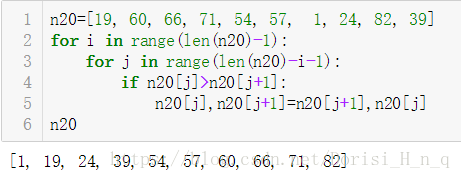 1 n20=[19, 60, 66, 71, 54, 57, 1, 24, 82, 39]
2 for i in range(len(n20)-1):
3     for j in range(len(n20)-i-1):
4         if n20[j]>n20[j+1]:
5             n20[j],n20[j+1]=n20[j+1],n20[j]
6 n20
[1, 19, 24, 39, 54, 57, 60, 66, 71, 82]